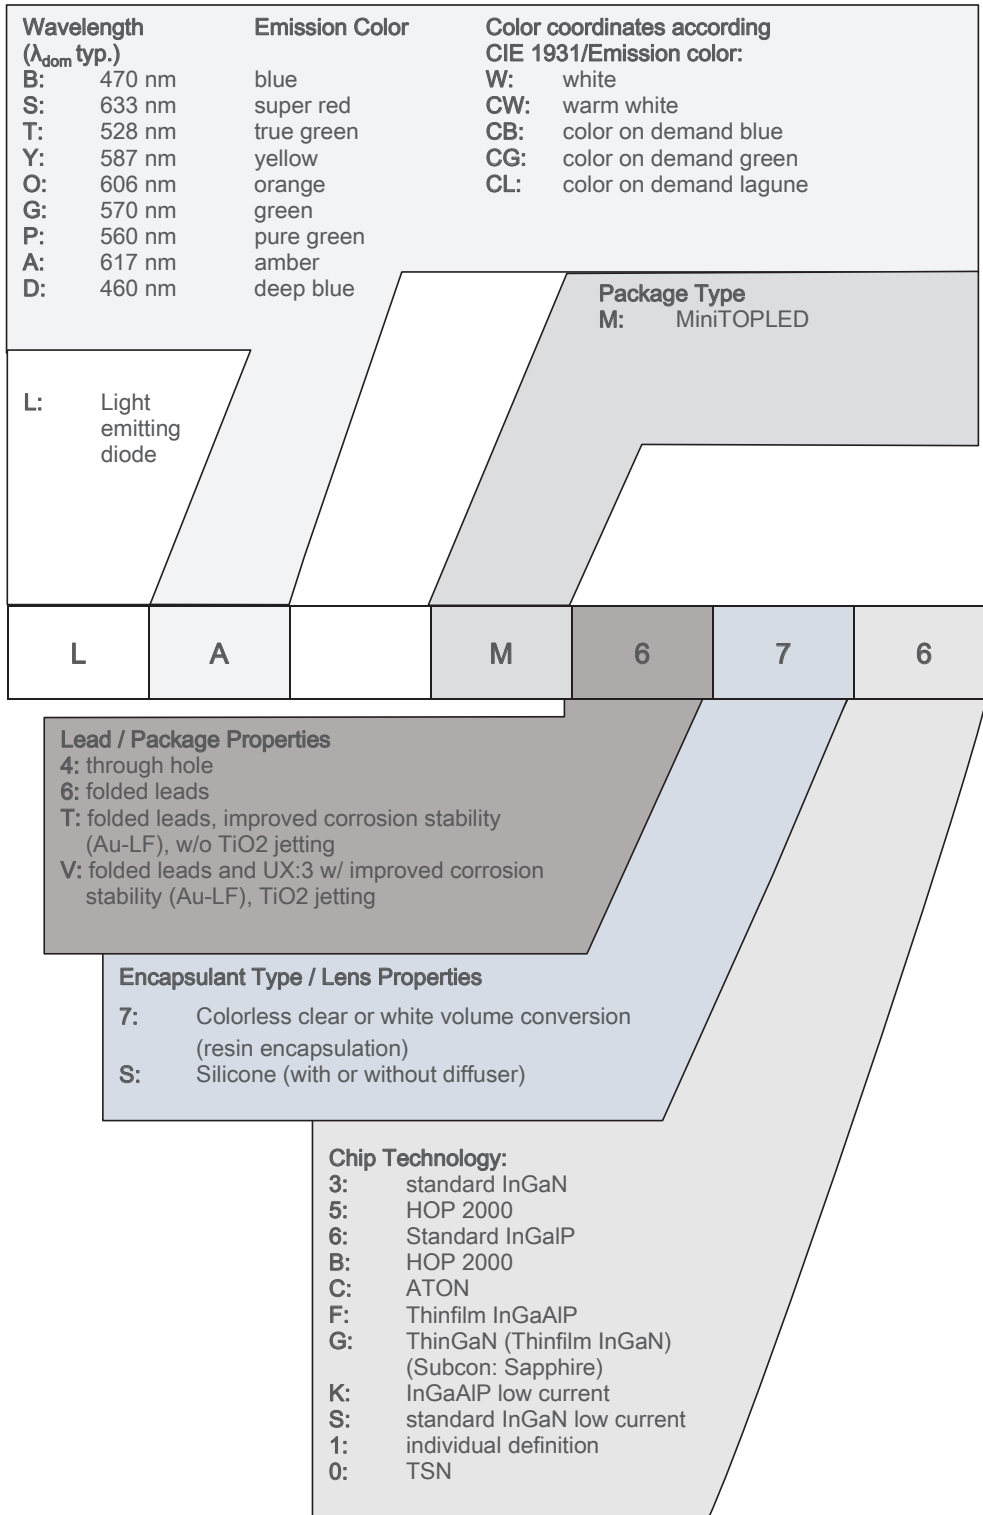 Wavelength Emission Color Color coordinates according
(λdom typ.) CIE 1931/Emission color:
B: 470 nm blue W: white
S: 633 nm super red CW: warm white
T: 528 nm true green CB: color on demand blue
Y: 587 nm yellow CG: color on demand green
O: 606 nm orange CL: color on demand lagune
G: 570 nm green
P: 560 nm pure green
A: 617 nm amber
D: 460 nm deep blue
Package Type
M: MiniTOPLED
L: Light
emitting
diode
L A M 6 7 6
Lead / Package Properties
4: through hole
6: folded leads
T: folded leads, improved corrosion stability
(Au-LF), w/o TiO2 jetting
V: folded leads and UX:3 w/ improved corrosion
stability (Au-LF), TiO2 jetting
Encapsulant Type / Lens Properties
7: Colorless clear or white volume conversion
(resin encapsulation)
S: Silicone (with or without diffuser)
Chip Technology:
3: standard InGaN
5: HOP 2000
6: Standard InGalP
B: HOP 2000
C: ATON
F: Thinfilm InGaAlP
G: ThinGaN (Thinfilm InGaN)
(Subcon: Sapphire)
K: InGaAlP low current
S: standard InGaN low current
1: individual definition
0: TSN